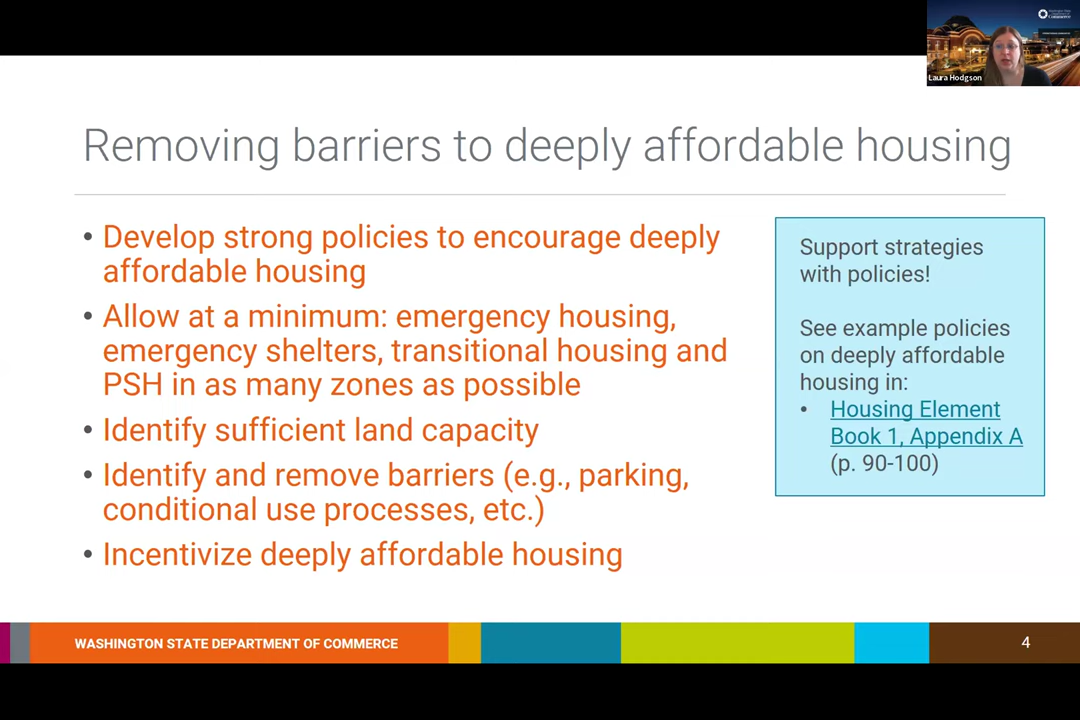 Commerce
Laura Hodgson
Removing barriers to deeply affordable housing
• Develop strong policies to encourage deeply
affordable housing
• Allow at a minimum: emergency housing,
emergency shelters, transitional housing and
PSH in as many zones as possible
• Identify sufficient land capacity
• Identify and remove barriers (e.g., parking,
conditional use processes, etc.)
• Incentivize deeply affordable housing
Support strategies
with policies!
See example policies
on deeply affordable
housing in:
• Housing Element
Book 1, Appendix A
(p. 90-100)
WASHINGTON STATE DEPARTMENT OF COMMERCE
4